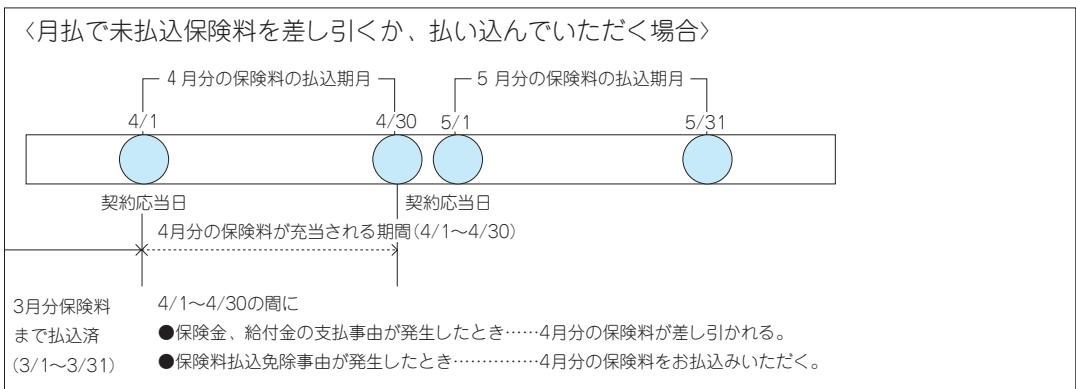 〈月払で未払込保険料を差し引くか、払い込んでいただく場合〉
4月分の保険料の払込期月
5月分の保険料の払込期月
4/1
4/30
5/1
5/31
契約応当日
契約応当日
4月分の保険料が充当される期間(4/1～4/30)
3月分保険料
まで払込済
(3/1～3/31)
4/1～4/30の間に
●保険金、給付金の支払事由が発生したとき……4月分の保険料が差し引かれる。
●保険料払込免除事由が発生したとき……………4月分の保険料をお払込みいただく。